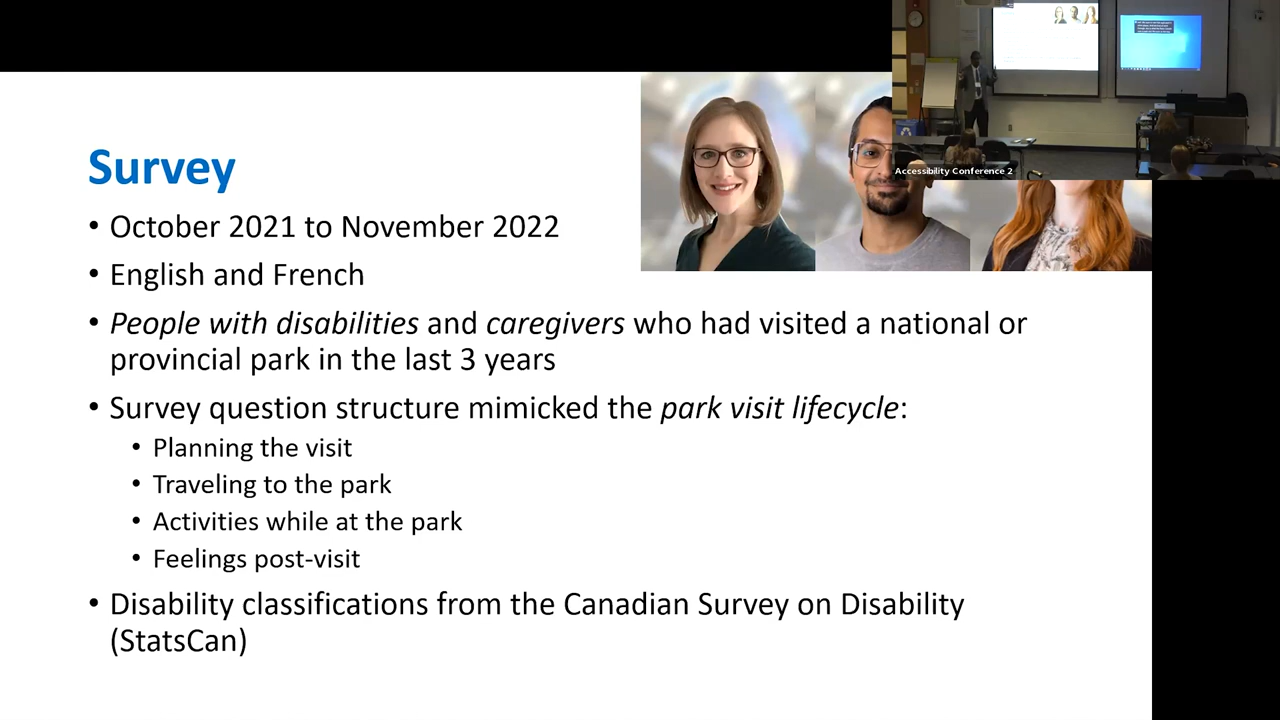 Accessibility Conference 2
Survey
• October 2021 to November 2022
• English and French
• People with disabilities and caregivers who had visited a national or
provincial park in the last 3 years
• Survey question structure mimicked the park visit lifecycle:
• Planning the visit
• Traveling to the park
• Activities while at the park
• Feelings post-visit
• Disability classifications from the Canadian Survey on Disability
(StatsCan)